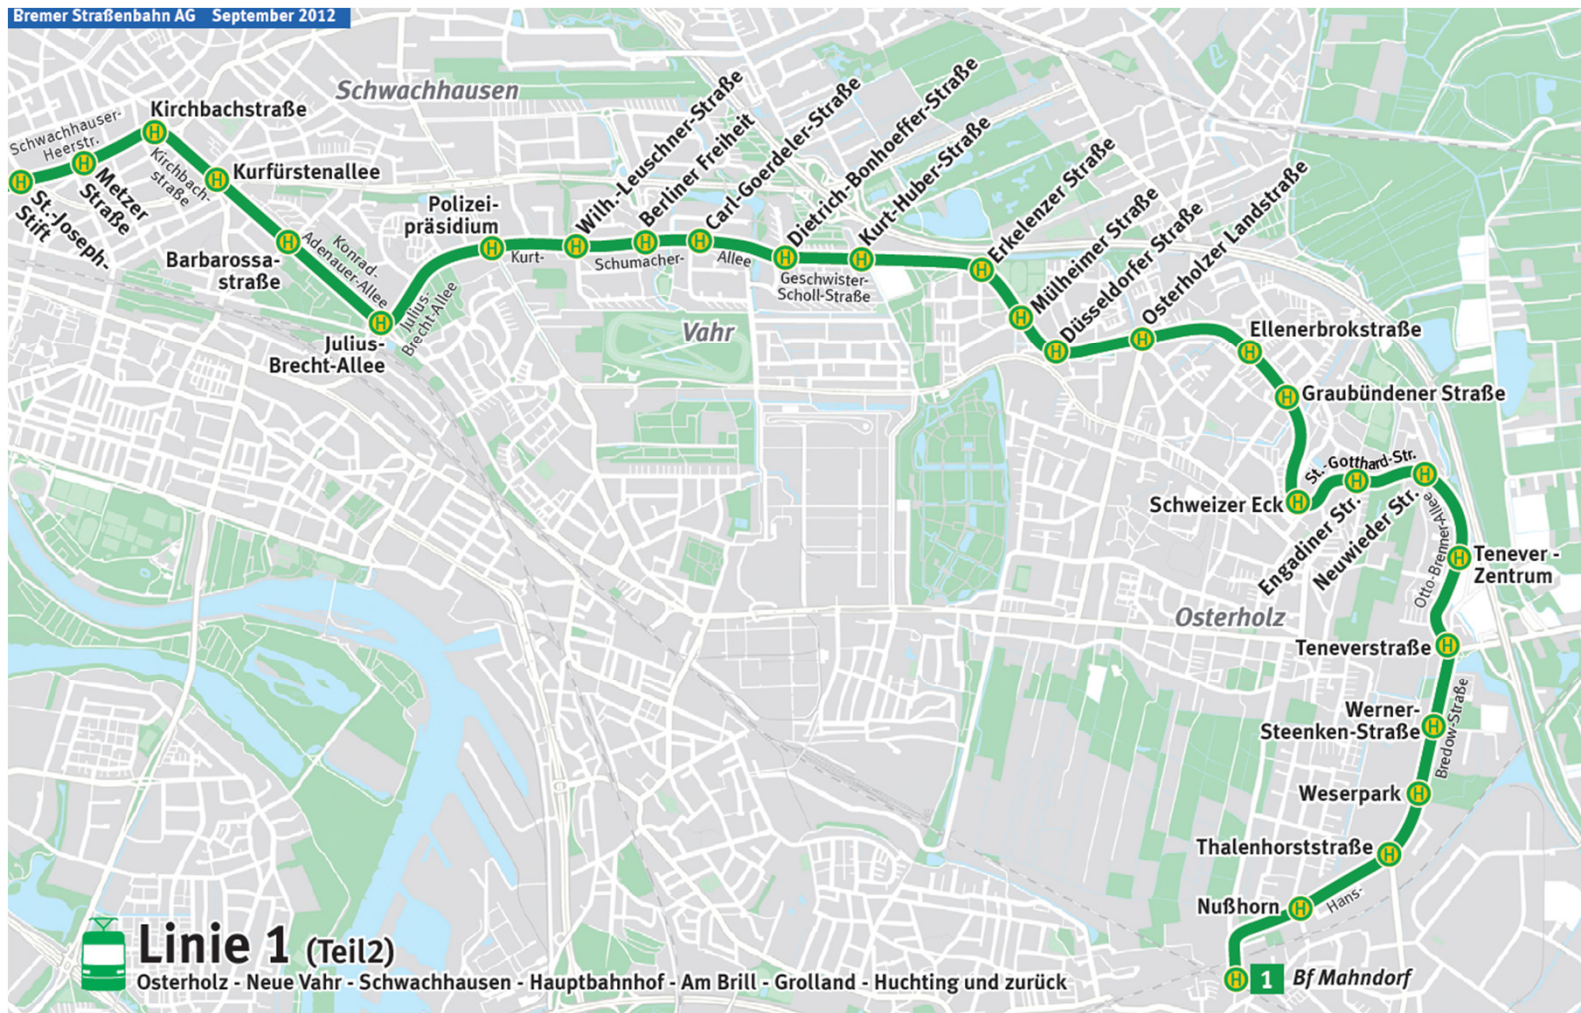 Bremer Straßenbahn AG    September 2012
Schwachhausen
Kirchbachstraße
Schwachhauser-
Heerstr.
Kirchbach-
straße
Kurfürstenallee
St. Joseph-
Stift
Metzer
Straße
Barbarossa-
straße
Konrad-
Adenauer-Allee
Julius-
Brecht-Allee
Julius-
Brecht-Allee
Polizei-
präsidium
Kurt-
Wilh.-Leuschner-Straße
Schumacher-
Berliner Freiheit
Carl-Goerdeler-Straße
Allee
Dietrich-Bonhoeffer-Straße
Geschwister-
Scholl-Straße
Kurt-Huber-Straße
Vahr
Erkelenzer Straße
Mülheimer Straße
Düsseldorfer Straße
Osterholzer Landstraße
Ellenerbrokstraße
Graubündener Straße
Schweizer Eck
St.-Gotthard-Str.
Engadiner Str.
Neuwieder Str.
Otto-Brenner-Allee
Tenever -
Zentrum
Osterholz
Teneverstraße
Werner-
Steenken-Straße
Bredow-Straße
Weserpark
Thalenhorststraße
Hans-
Nußhorn
1 Bf Mahndorf
Linie 1 (Teil2)
Osterholz - Neue Vahr - Schwachhausen - Hauptbahnhof - Am Brill - Grolland - Huchting und zurück